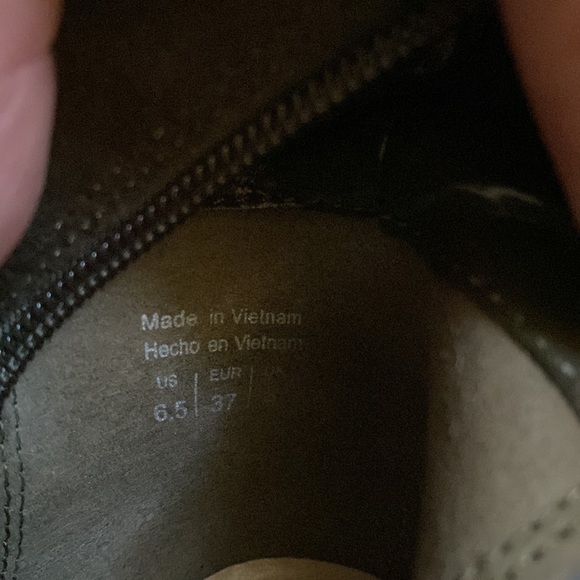 Made in Vietnam
Hecho en Vietnam
US | EUR |
6.5 | 37